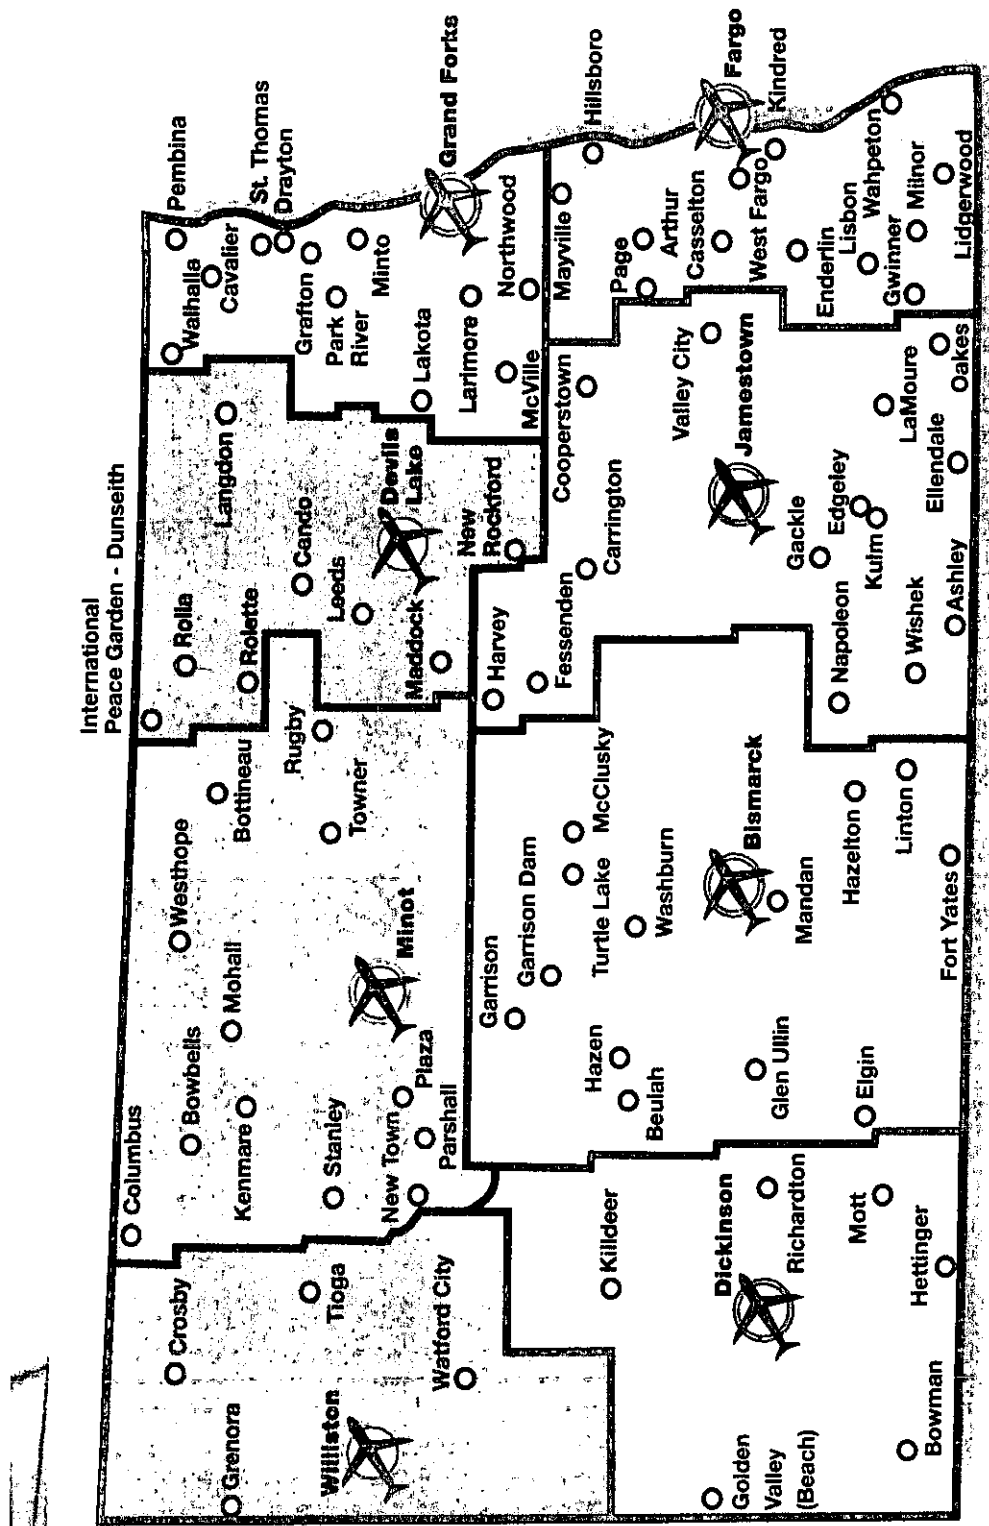 International
Peace Garden - Dunseith
Columbus
Crosby
Grenora
Tioga
Williston
Watford City
Bowbells
Kenmare
Stanley
New Town
Parshall
Plaza
Mohall
Westhope
Bottineau
Minot
Rugby
Towner
Rolla
Rolette
Cando
Leeds
Maddock
Devils
Lake
Langdon
New
Rockford
Walhalla
Pembina
Cavalier
St. Thomas
Drayton
Grafton
Park
River
Minto
Lakota
Larimore
Grand Forks
Northwood
McVille
Harvey
Fessenden
Carrington
Cooperstown
Mayville
Hillsboro
Page
Arthur
Casselton
West Fargo
Fargo
Kindred
Enderlin
Lisbon
Wahpeton
Gwinner
Milnor
Lidgerwood
Valley City
Jamestown
Gackle
Edgeley
Kulm
LaMoure
Oakes
Ellendale
Napoleon
Wishek
Ashley
Garrison
Garrison Dam
Turtle Lake
McClusky
Washburn
Hazen
Beulah
Bismarck
Mandan
Glen Ullin
Elgin
Hazelton
Linton
Fort Yates
Killdeer
Dickinson
Richardton
Golden
Valley
(Beach)
Mott
Hettinger
Bowman